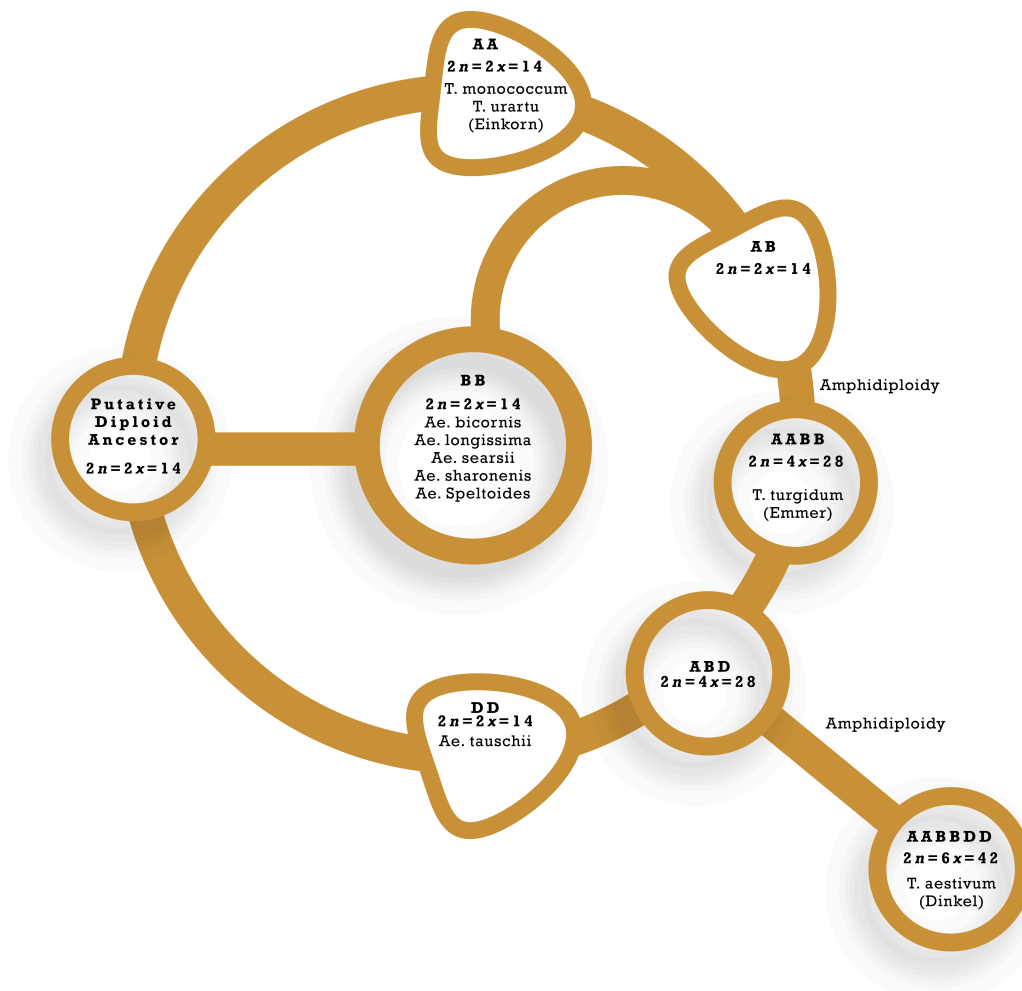 AA
2n=2x=14
T. monococcum
T. urartu
(Einkorn)
AB
2n=2x=14
Putative
Diploid
Ancestor
2n=2x=14
BB
2n=2x=14
Ae. bicornis
Ae. longissima
Ae. searsii
Ae. sharonenis
Ae. Speltoides
Amphidiploidy
AABB
2n=4x=28
T. turgidum
(Emmer)
ABD
2n=4x=28
DD
2n=2x=14
Ae. tauschii
Amphidiploidy
AABBDD
2n=6x=42
T. aestivum
(Dinkel)